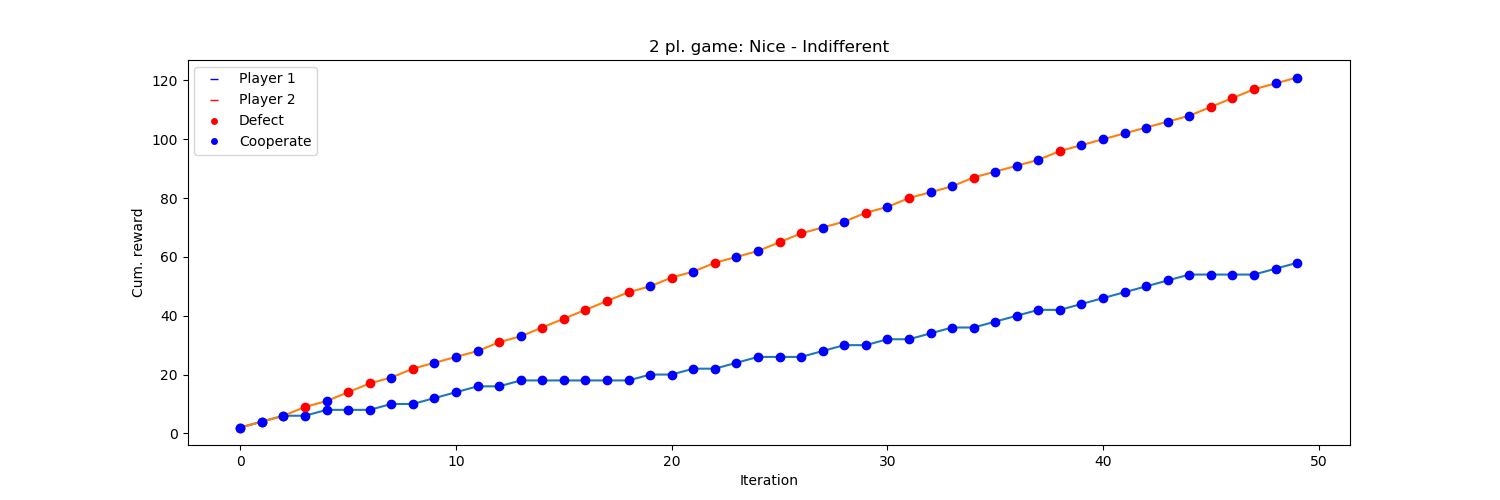 2 pl. game: Nice - Indifferent
Player 1
Player 2
Defect
Cooperate
120
100
80
60
40
20
0
Cum. reward
0 10 20 30 40 50
Iteration